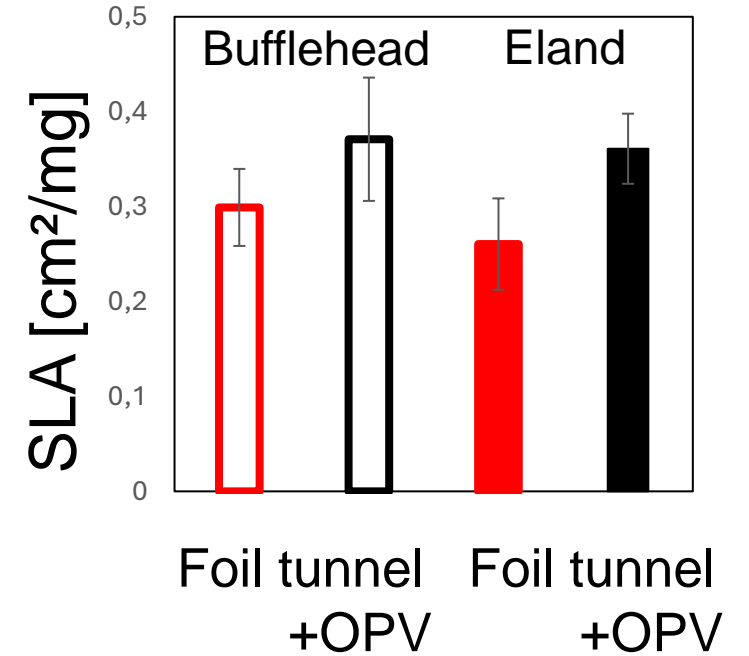 SLA [cm²/mg]
0,5
0,4
0,3
0,2
0,1
0
Bufflehead Eland
Foil tunnel Foil tunnel
+OPV +OPV